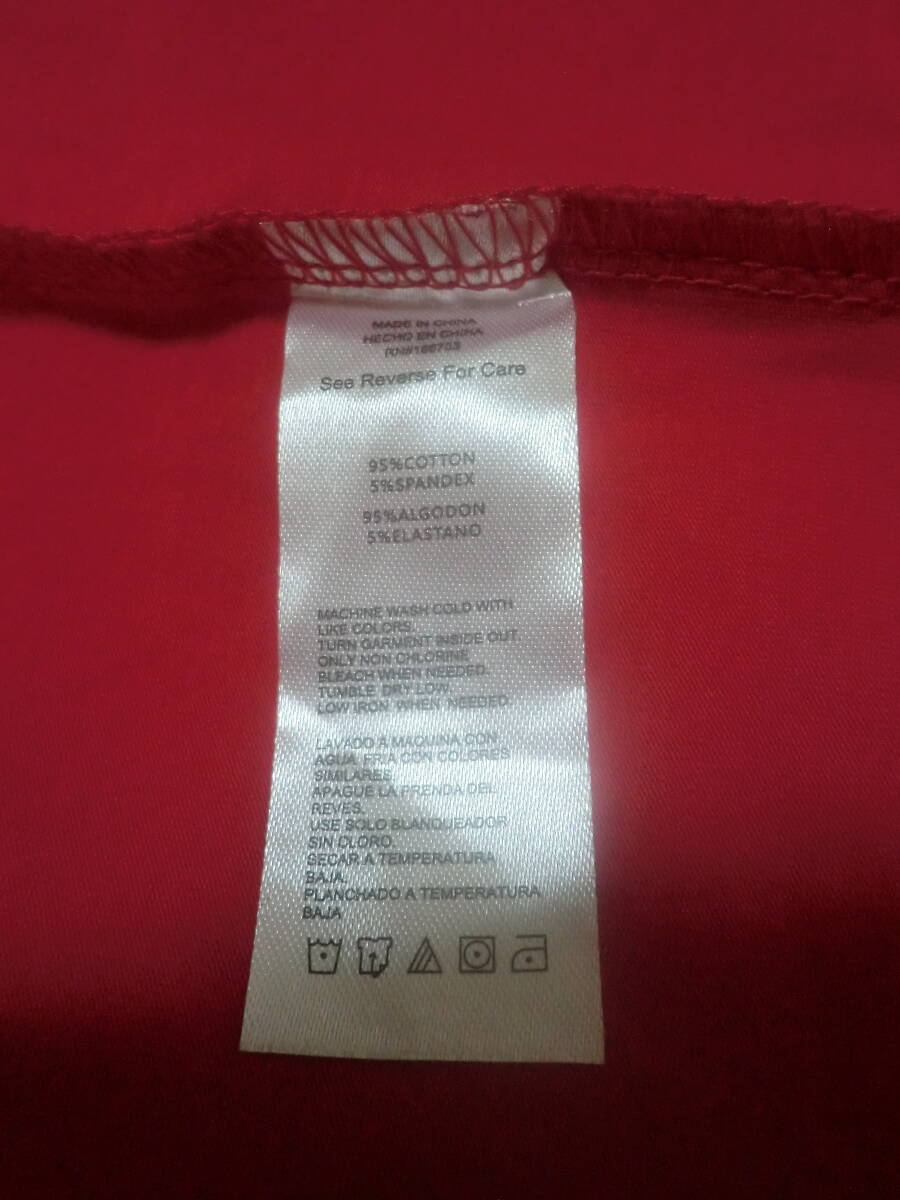 MADE IN CHINA
HECHO EN CHINA
See Reverse For Care
95%COTTON
5%SPANDEX
95%ALGODON
5%ELASTANO
MACHINE WASH COLD WITH
LIKE COLORS.
TURN GARMENT INSIDE OUT.
ONLY NON CHLORINE
BLEACH WHEN NEEDED.
TUMBLE DRY LOW.
LOW IRON WHEN NEEDED.
LAVADO A MAQUINA CON
AGUA FRIA CON COLORES
SIMILARES.
APAGUE LA PRENDA DEL
REVES.
USE SOLO BLANQUEADOR
SIN CLORO.
SECAR A TEMPERATURA
BAJA.
PLANCHADO A TEMPERATURA
BAJA